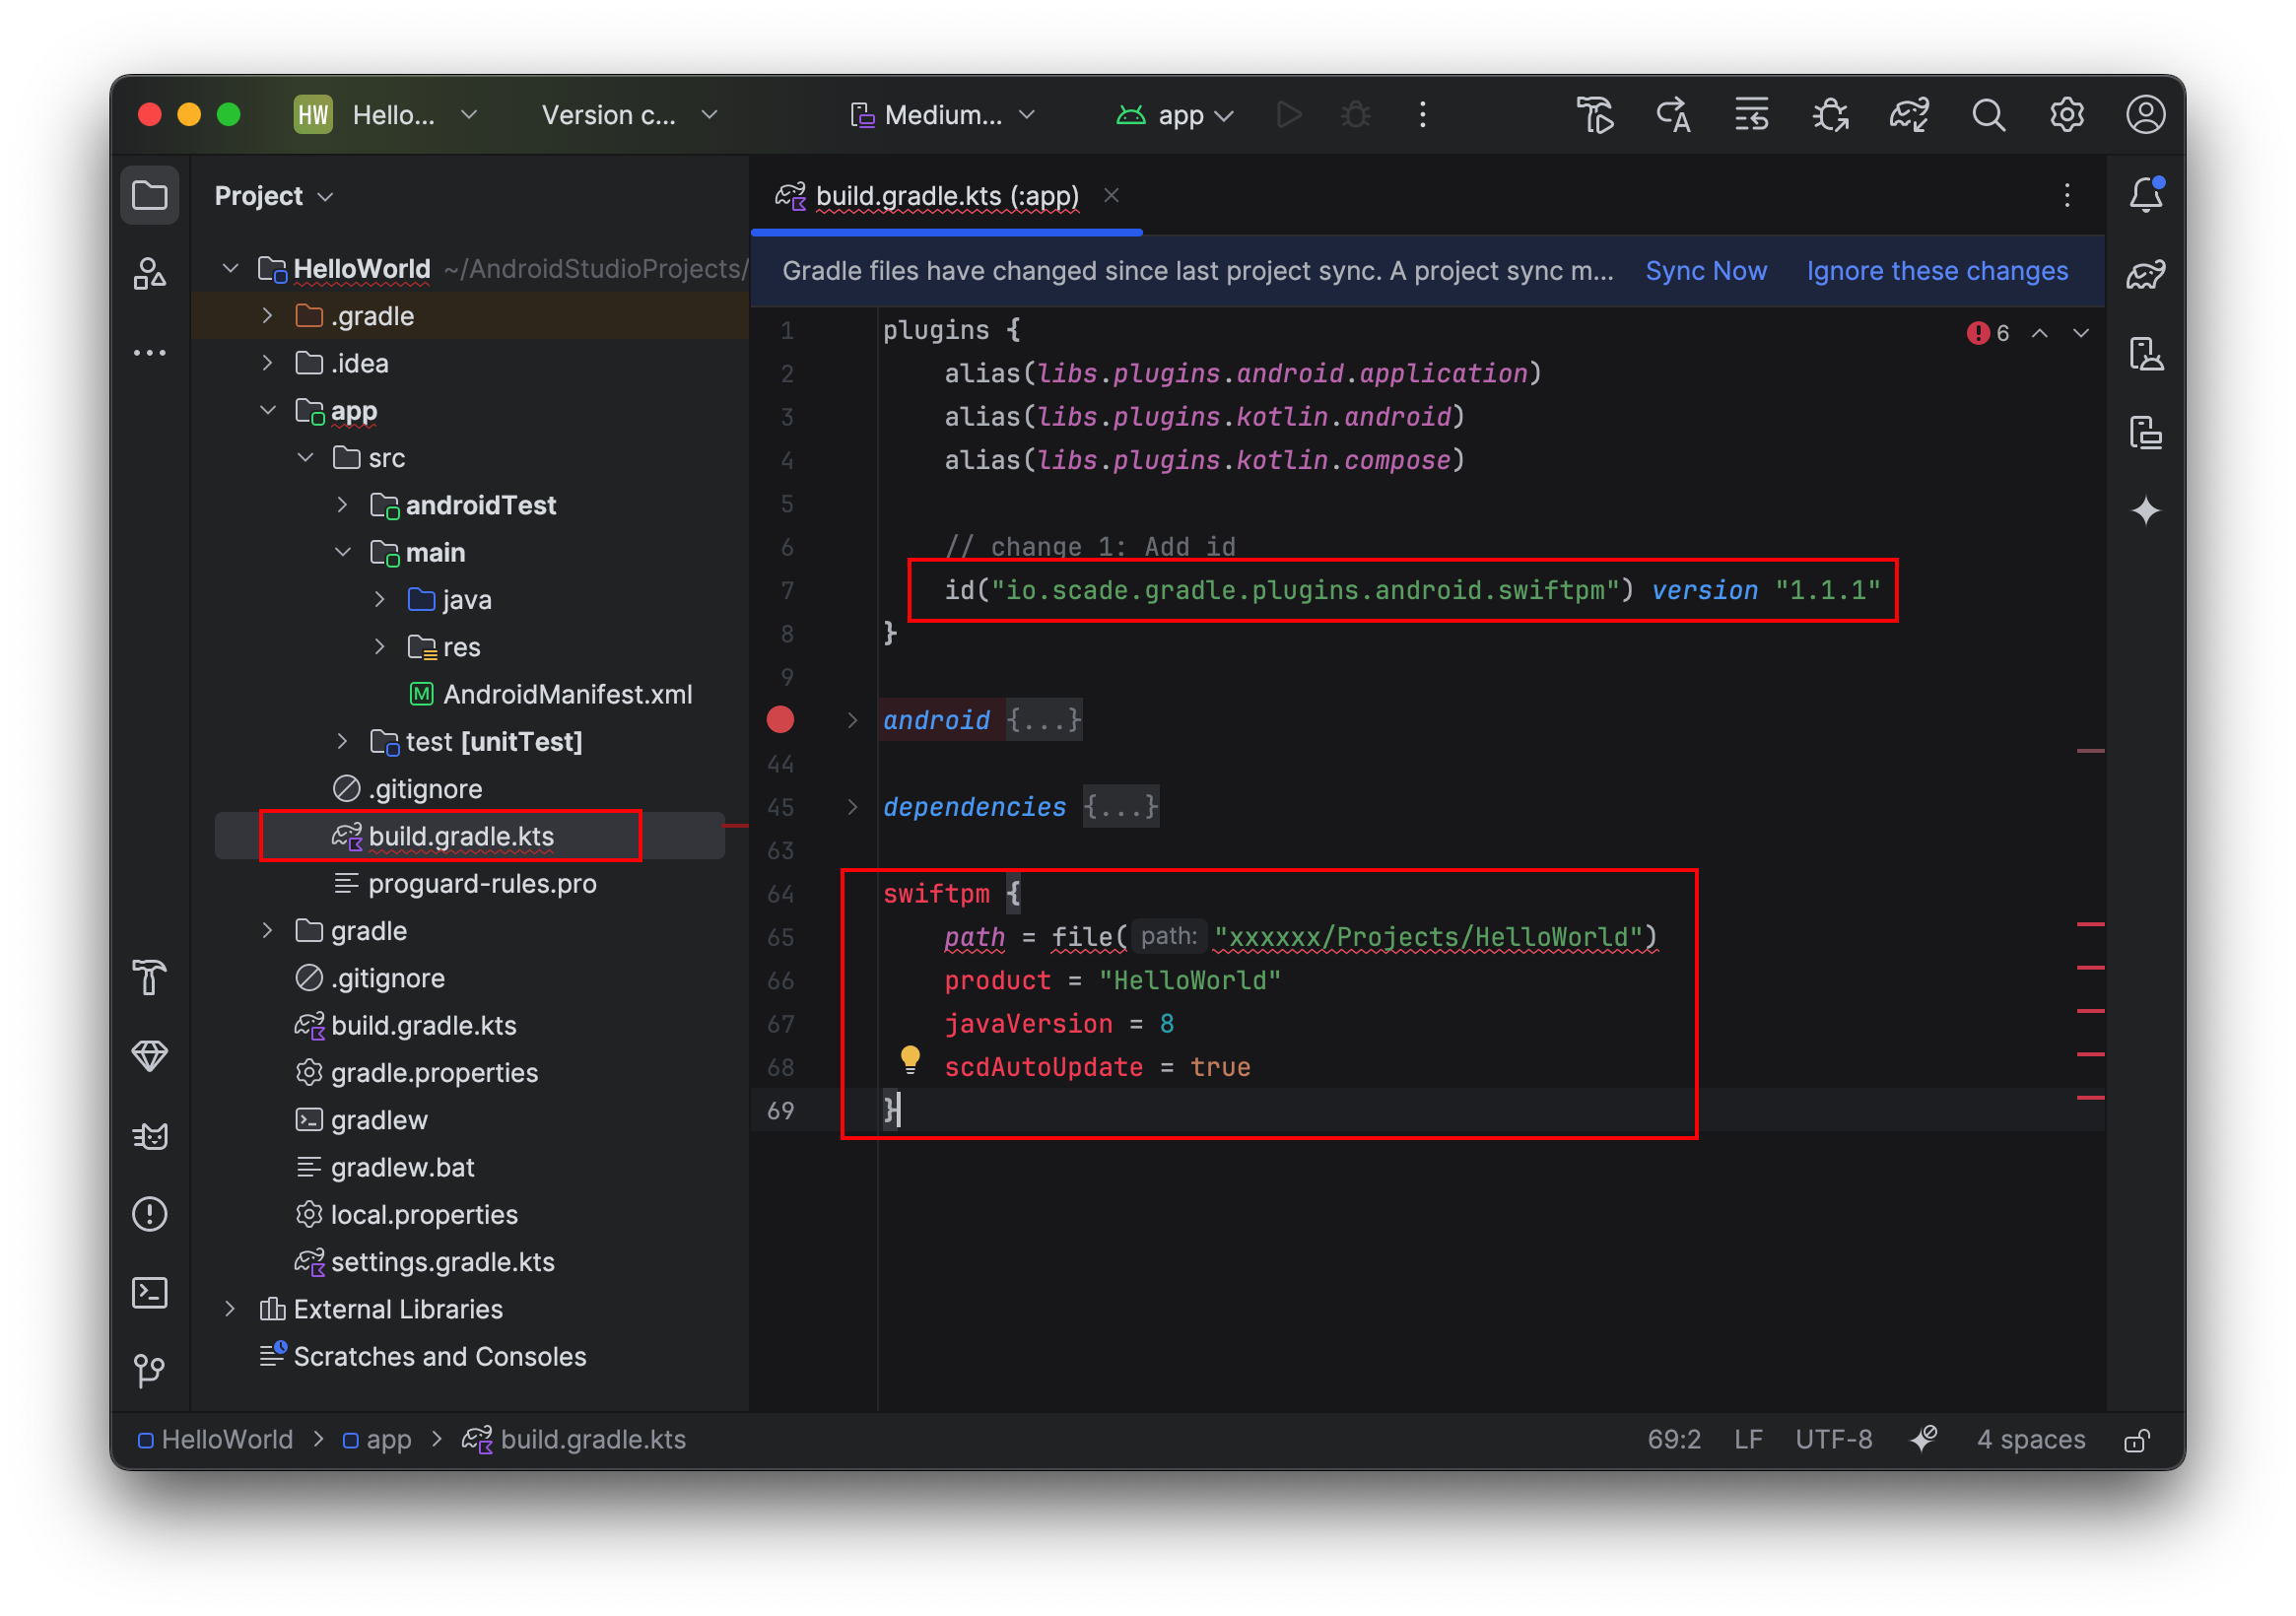 HW Hello... Version c... Medium... app
Project
HelloWorld ~/AndroidStudioProjects/
.gradle
.idea
app
src
androidTest
main
java
res
AndroidManifest.xml
test [unitTest]
.gitignore
build.gradle.kts
proguard-rules.pro
gradle
.gitignore
build.gradle.kts
gradle.properties
gradlew
gradlew.bat
local.properties
settings.gradle.kts
External Libraries
Scratches and Consoles
build.gradle.kts (:app)
Gradle files have changed since last project sync. A project sync m... Sync Now Ignore these changes
6
1 plugins {
2 alias(libs.plugins.android.application)
3 alias(libs.plugins.kotlin.android)
4 alias(libs.plugins.kotlin.compose)
5
6 // change 1: Add id
7 id("io.scade.gradle.plugins.android.swiftpm") version "1.1.1"
8 }
9
android {...}
44
45 dependencies {...}
63
64 swiftpm {
65 path = file( path: "xxxxxx/Projects/HelloWorld")
66 product = "HelloWorld"
67 javaVersion = 8
68 scdAutoUpdate = true
69 }
HelloWorld > app > build.gradle.kts 69:2 LF UTF-8 4 spaces